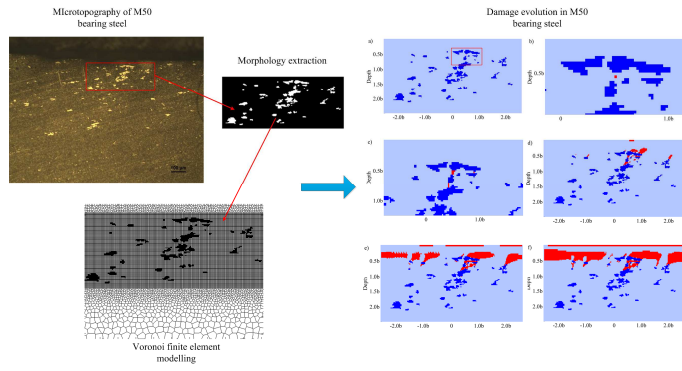 MIcrotopography of M50
bearing steel
Morphology extraction
Voronoi finite element
modelling
Damage evolution in M50
bearing steel
a)
Depth
0.5b
1.0b
1.5b
2.0b
-2.0b -1.0b 0 1.0b 2.0b
b)
Depth
0.5b
0 1.0b
c)
Depth
0.5b
1.0b
0 1.0b
d)
Depth
0.5b
1.0b
1.5b
2.0b
-2.0b -1.0b 0 1.0b 2.0b
e)
Depth
0.5b
1.0b
1.5b
2.0b
-2.0b -1.0b 0 1.0b 2.0b
f)
0.5b
1.0b
1.5b
2.0b
-2.0b -1.0b 0 1.0b 2.0b